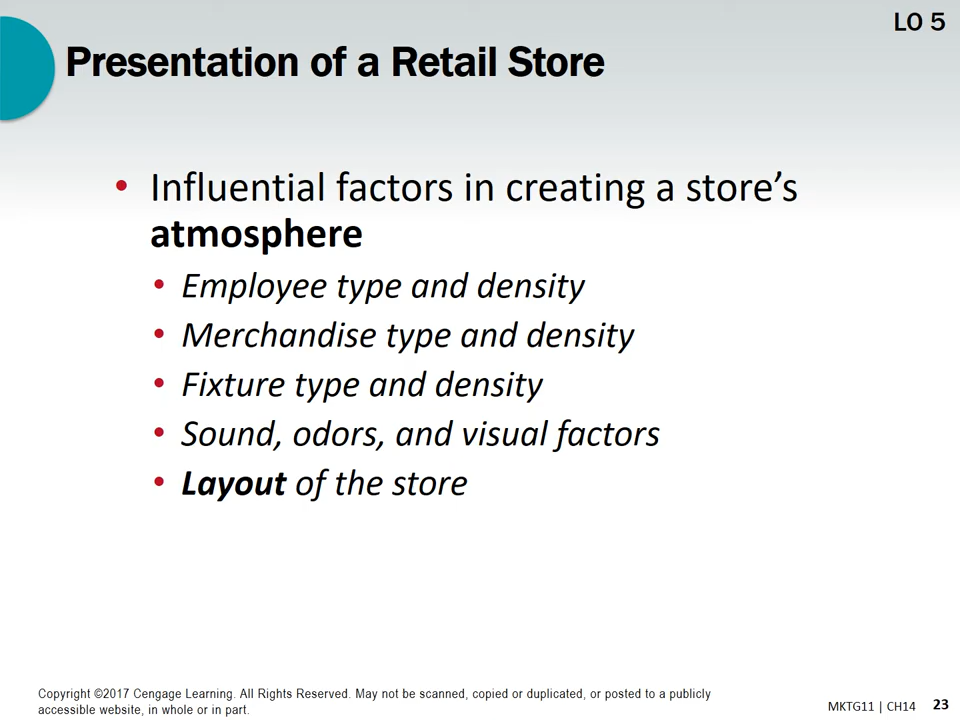 LO 5
Presentation of a Retail Store
• Influential factors in creating a store’s
atmosphere
• Employee type and density
• Merchandise type and density
• Fixture type and density
• Sound, odors, and visual factors
• Layout of the store
Copyright ©2017 Cengage Learning. All Rights Reserved. May not be scanned, copied or duplicated, or posted to a publicly
accessible website, in whole or in part.
MKTG11 | CH14 23